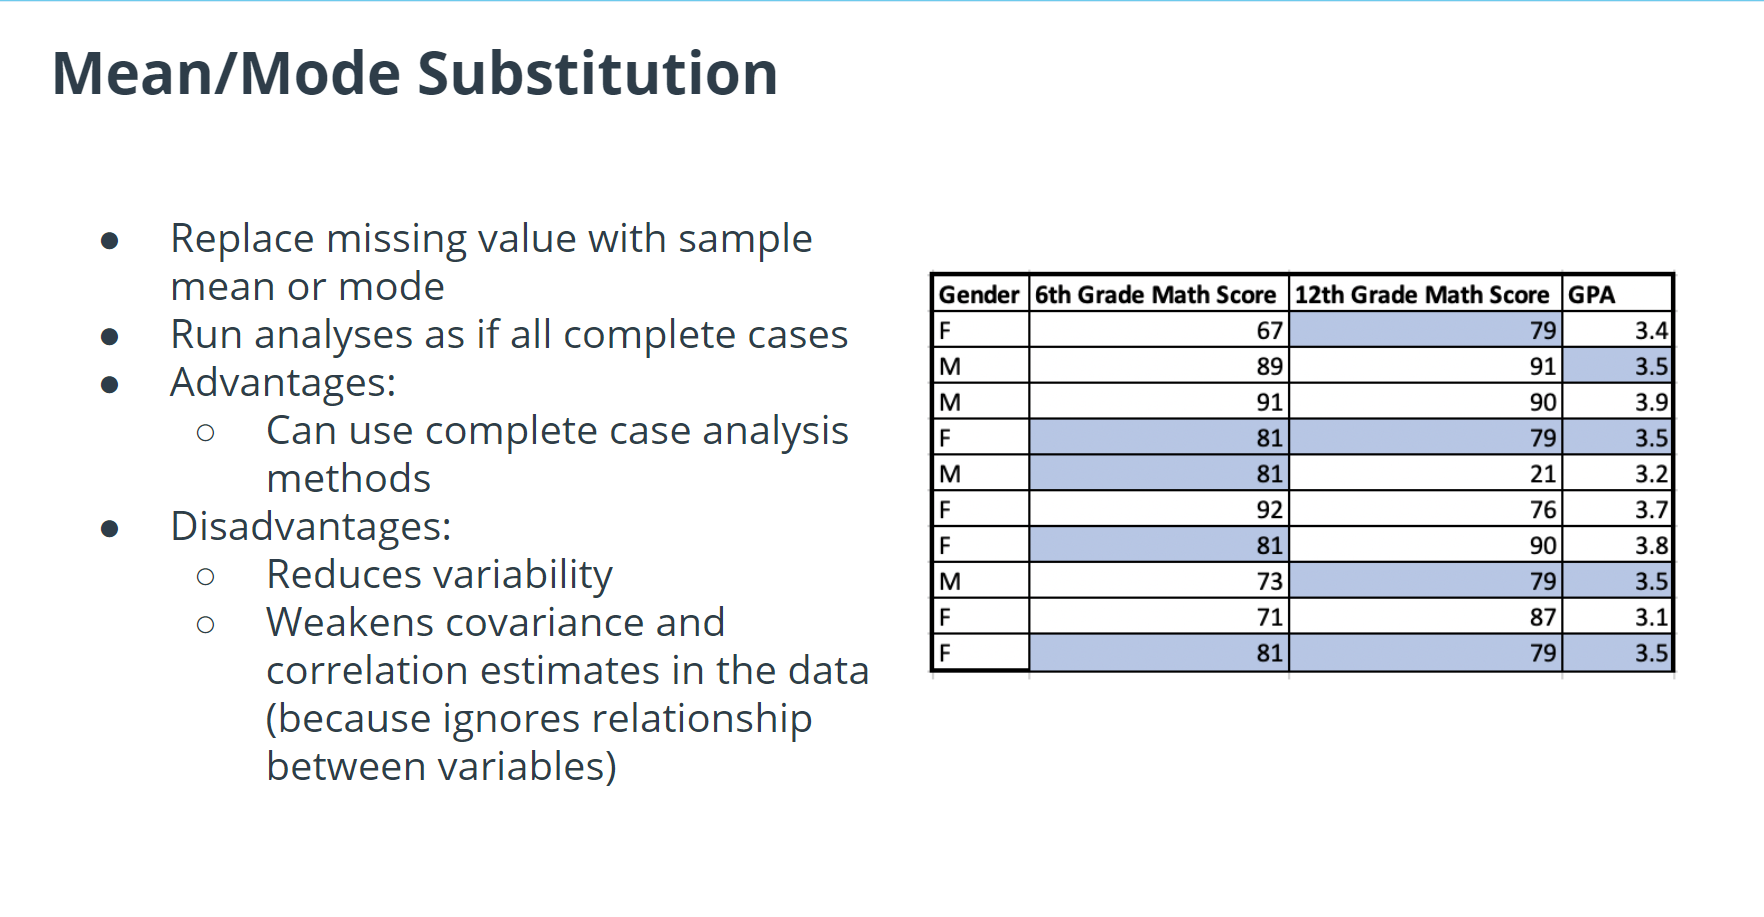 Mean/Mode Substitution
● Replace missing value with sample
mean or mode
● Run analyses as if all complete cases
● Advantages:
○ Can use complete case analysis
methods
● Disadvantages:
○ Reduces variability
○ Weakens covariance and
correlation estimates in the data
(because ignores relationship
between variables)
Gender 6th Grade Math Score 12th Grade Math Score GPA
F 67 79 3.4
M 89 91 3.5
M 91 90 3.9
F 81 79 3.5
M 81 21 3.2
F 92 76 3.7
F 81 90 3.8
M 73 79 3.5
F 71 87 3.1
F 81 79 3.5